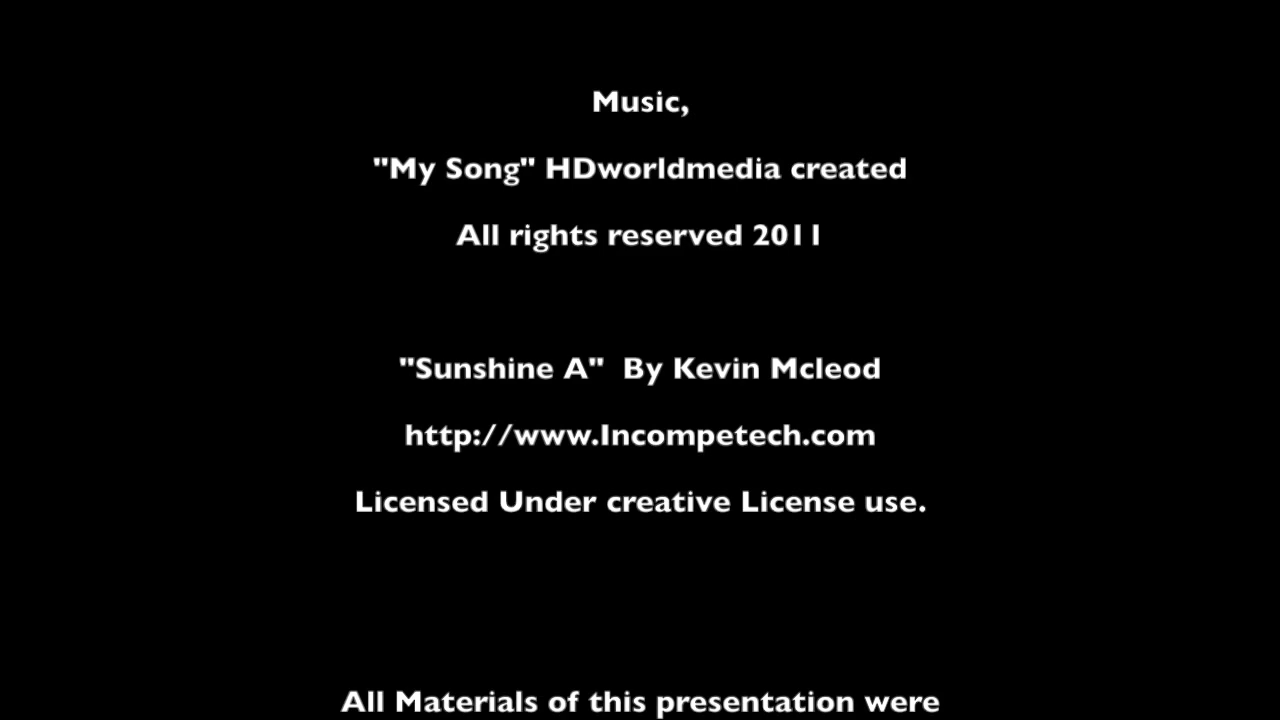 Music,
"My Song" HDworldmedia created
All rights reserved 2011
"Sunshine A"  By Kevin Mcleod
http://www.Incompetech.com
Licensed Under creative License use.
All Materials of this presentation were